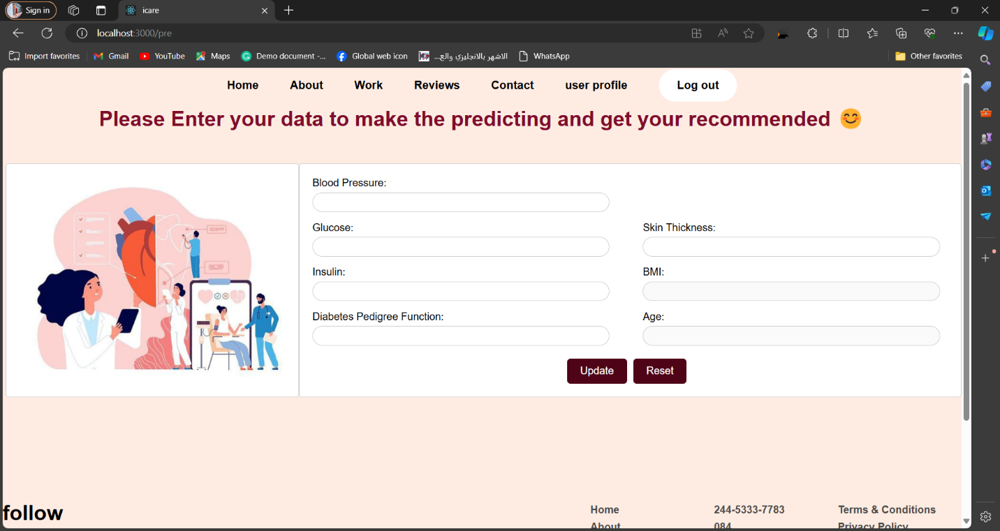 Sign in
icare
localhost:3000/pre
Import favorites Gmail YouTube Maps Demo document -... Global web icon الاشهر بالانجليزي والع... WhatsApp Other favorites
Home About Work Reviews Contact user profile Log out
Please Enter your data to make the predicting and get your recommended 😊
Blood Pressure:
Glucose: Skin Thickness:
Insulin: BMI:
Diabetes Pedigree Function: Age:
Update Reset
follow
Home 244-5333-7783 Terms & Conditions
About 084 Privacy Policy